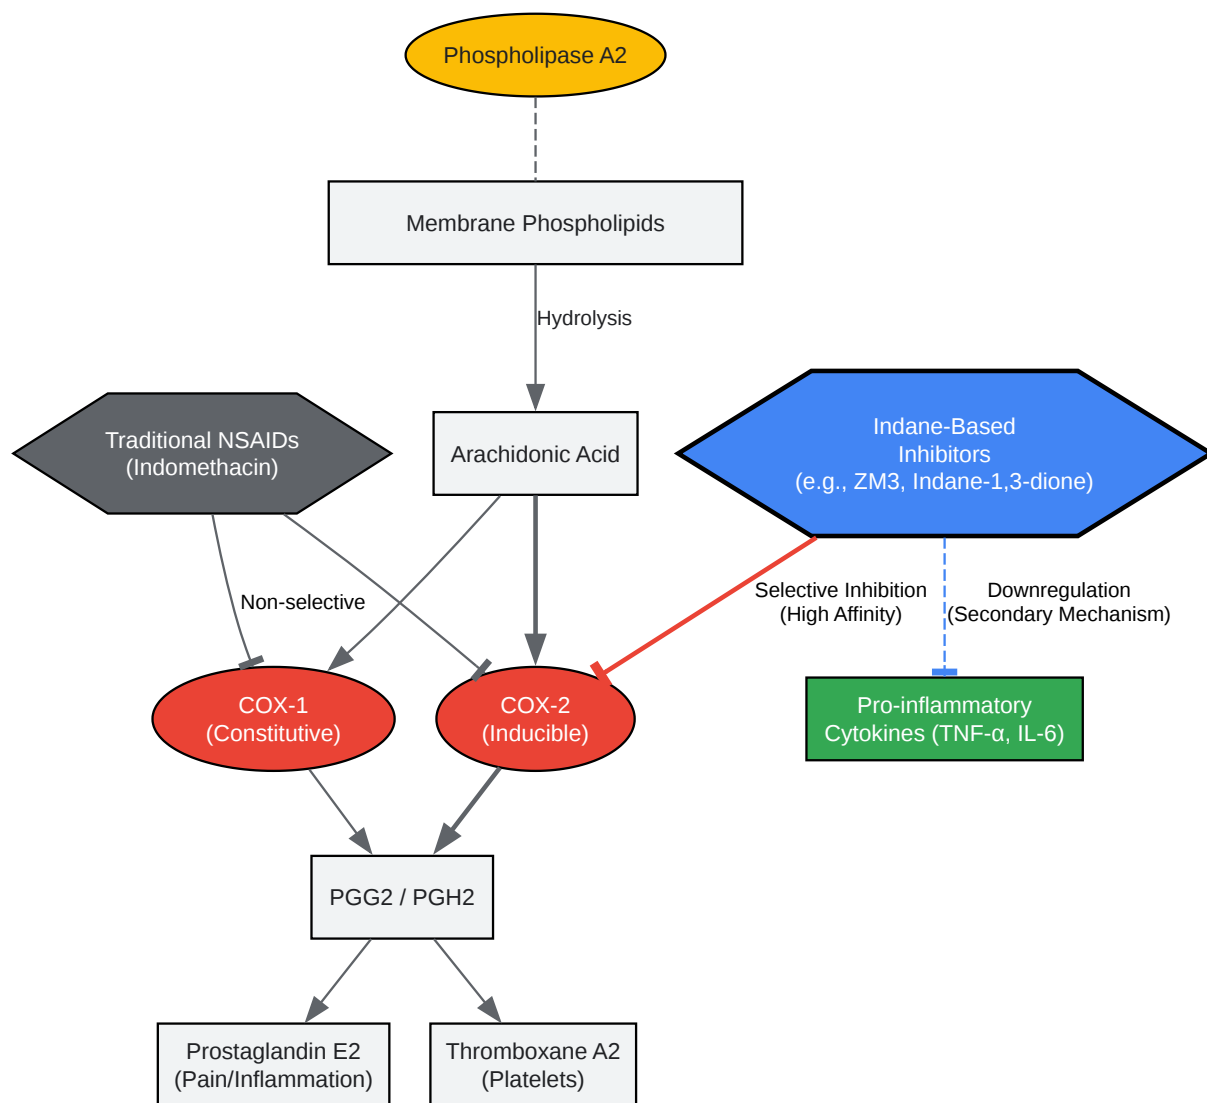 Phospholipase A2
Membrane Phospholipids
Hydrolysis
Traditional NSAIDs
(Indomethacin)
Arachidonic Acid
Indane-Based
Inhibitors
(e.g., ZM3, Indane-1,3-dione)
Non-selective
Selective Inhibition
(High Affinity)
Downregulation
(Secondary Mechanism)
COX-1
(Constitutive)
COX-2
(Inducible)
Pro-inflammatory
Cytokines (TNF-α, IL-6)
PGG2 / PGH2
Prostaglandin E2
(Pain/Inflammation)
Thromboxane A2
(Platelets)